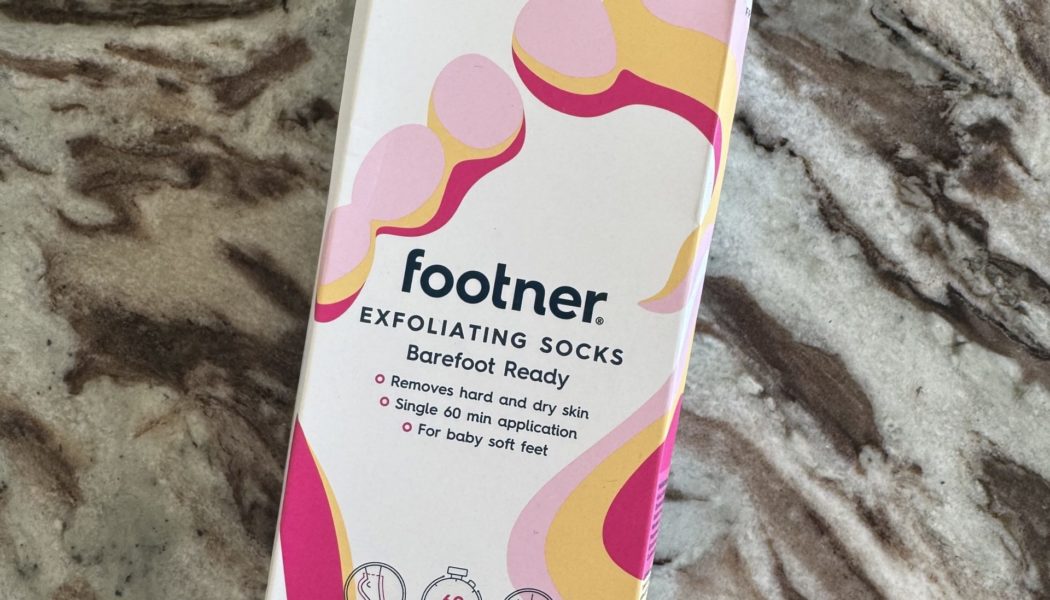 footner®
EXFOLIATING SOCKS
Barefoot Ready
Removes hard and dry skin
Single 60 min application
For baby soft feet